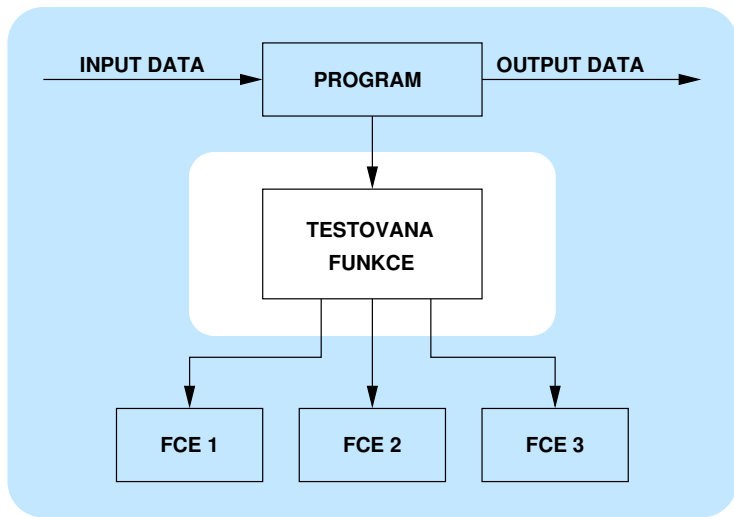 INPUT DATA
PROGRAM
OUTPUT DATA
TESTOVANA
FUNKCE
FCE 1
FCE 2
FCE 3